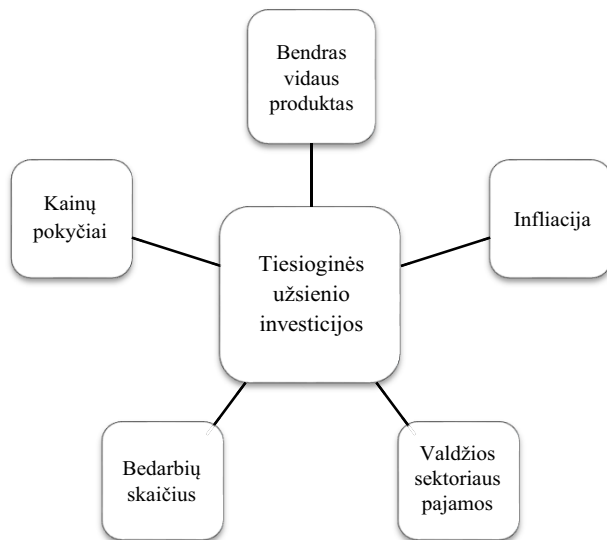 Bendras
vidaus
produktas
Kainų
pokyčiai
Infliacija
Tiesioginės
užsienio
investicijos
Bedarbių
skaičius
Valdžios
sektoriaus
pajamos